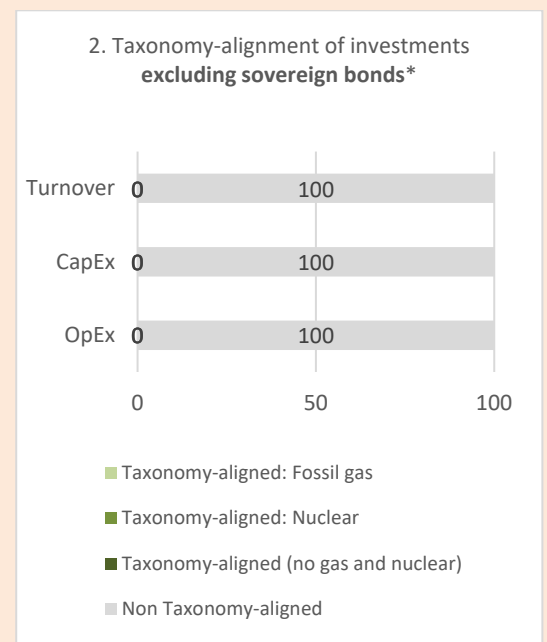 2. Taxonomy-alignment of investments
excluding sovereign bonds*
Turnover 0 100
CapEx 0 100
OpEx 0 100
0 50 100
Taxonomy-aligned: Fossil gas
Taxonomy-aligned: Nuclear
Taxonomy-aligned (no gas and nuclear)
Non Taxonomy-aligned